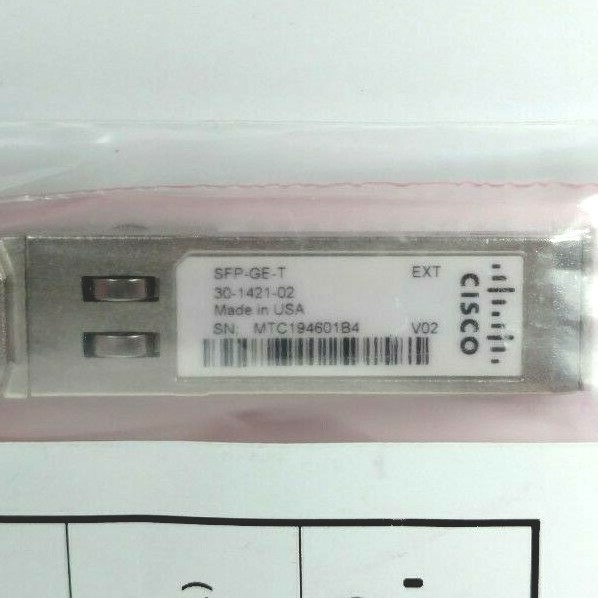 SFP-GE-T EXT
30-1421-02
Made in USA
SN: MTC194601B4 V02
CISCO